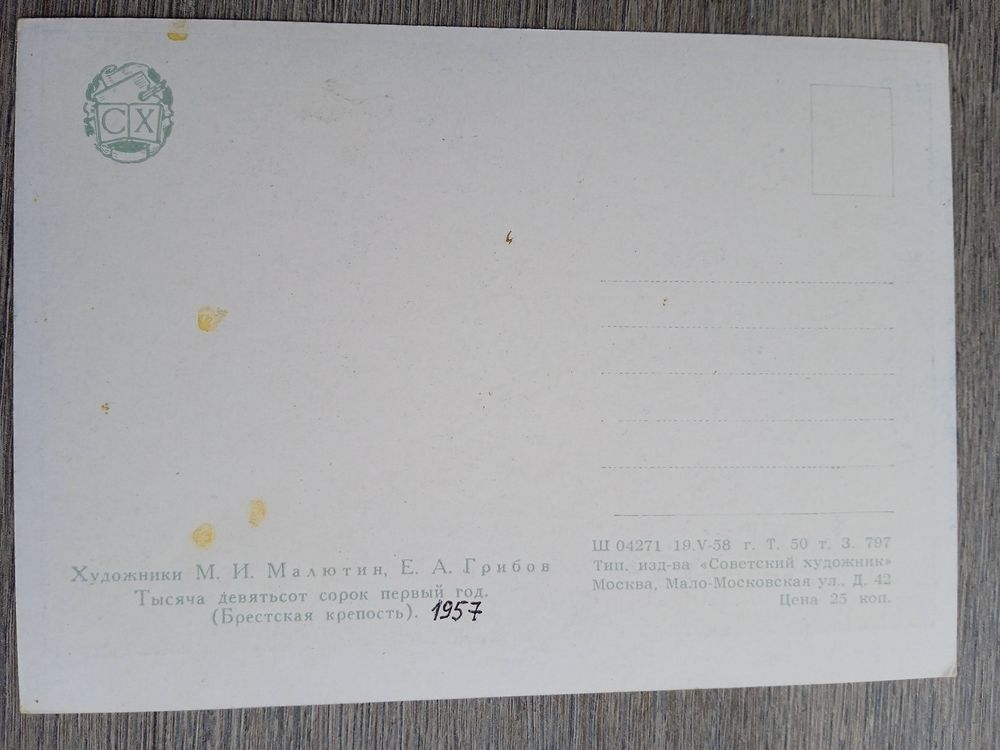 СХ
Художники М. И. Малютин, Е. А. Грибов
Тысяча девятьсот сорок первый год.
(Брестская крепость). 1957
Ш 04271 19.V-58 г. Т. 50 т. З. 797
Тип. изд-ва «Советский художник»
Москва, Мало-Московская ул., Д. 42
Цена 25 коп.